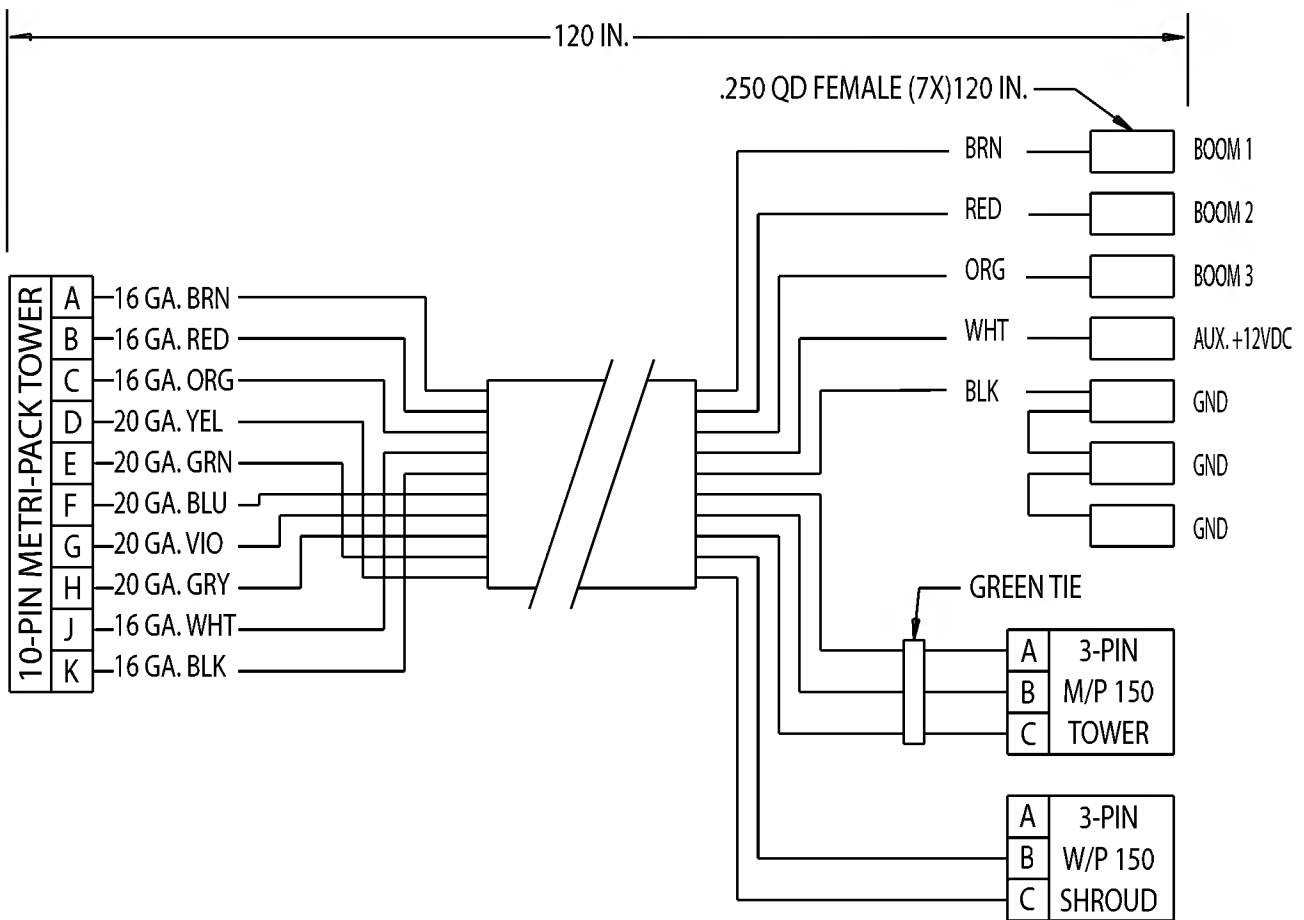 120 IN.
.250 QD FEMALE (7X)120 IN.
BRN
BOOM 1
RED
BOOM 2
ORG
BOOM 3
WHT
AUX. +12VDC
BLK
GND
GND
GND
10-PIN METRI-PACK TOWER
A 16 GA. BRN
B 16 GA. RED
C 16 GA. ORG
D 20 GA. YEL
E 20 GA. GRN
F 20 GA. BLU
G 20 GA. VIO
H 20 GA. GRY
J 16 GA. WHT
K 16 GA. BLK
GREEN TIE
A 3-PIN
B M/P 150
C TOWER
A 3-PIN
B W/P 150
C SHROUD